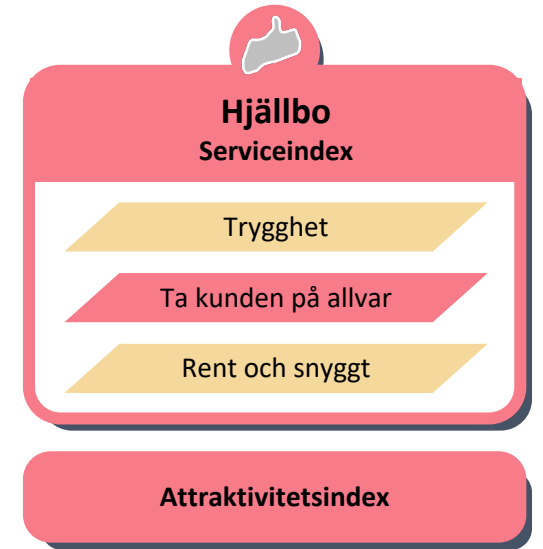 Hjällbo
Serviceindex
Trygghet
Ta kunden på allvar
Rent och snyggt
Attraktivitetsindex